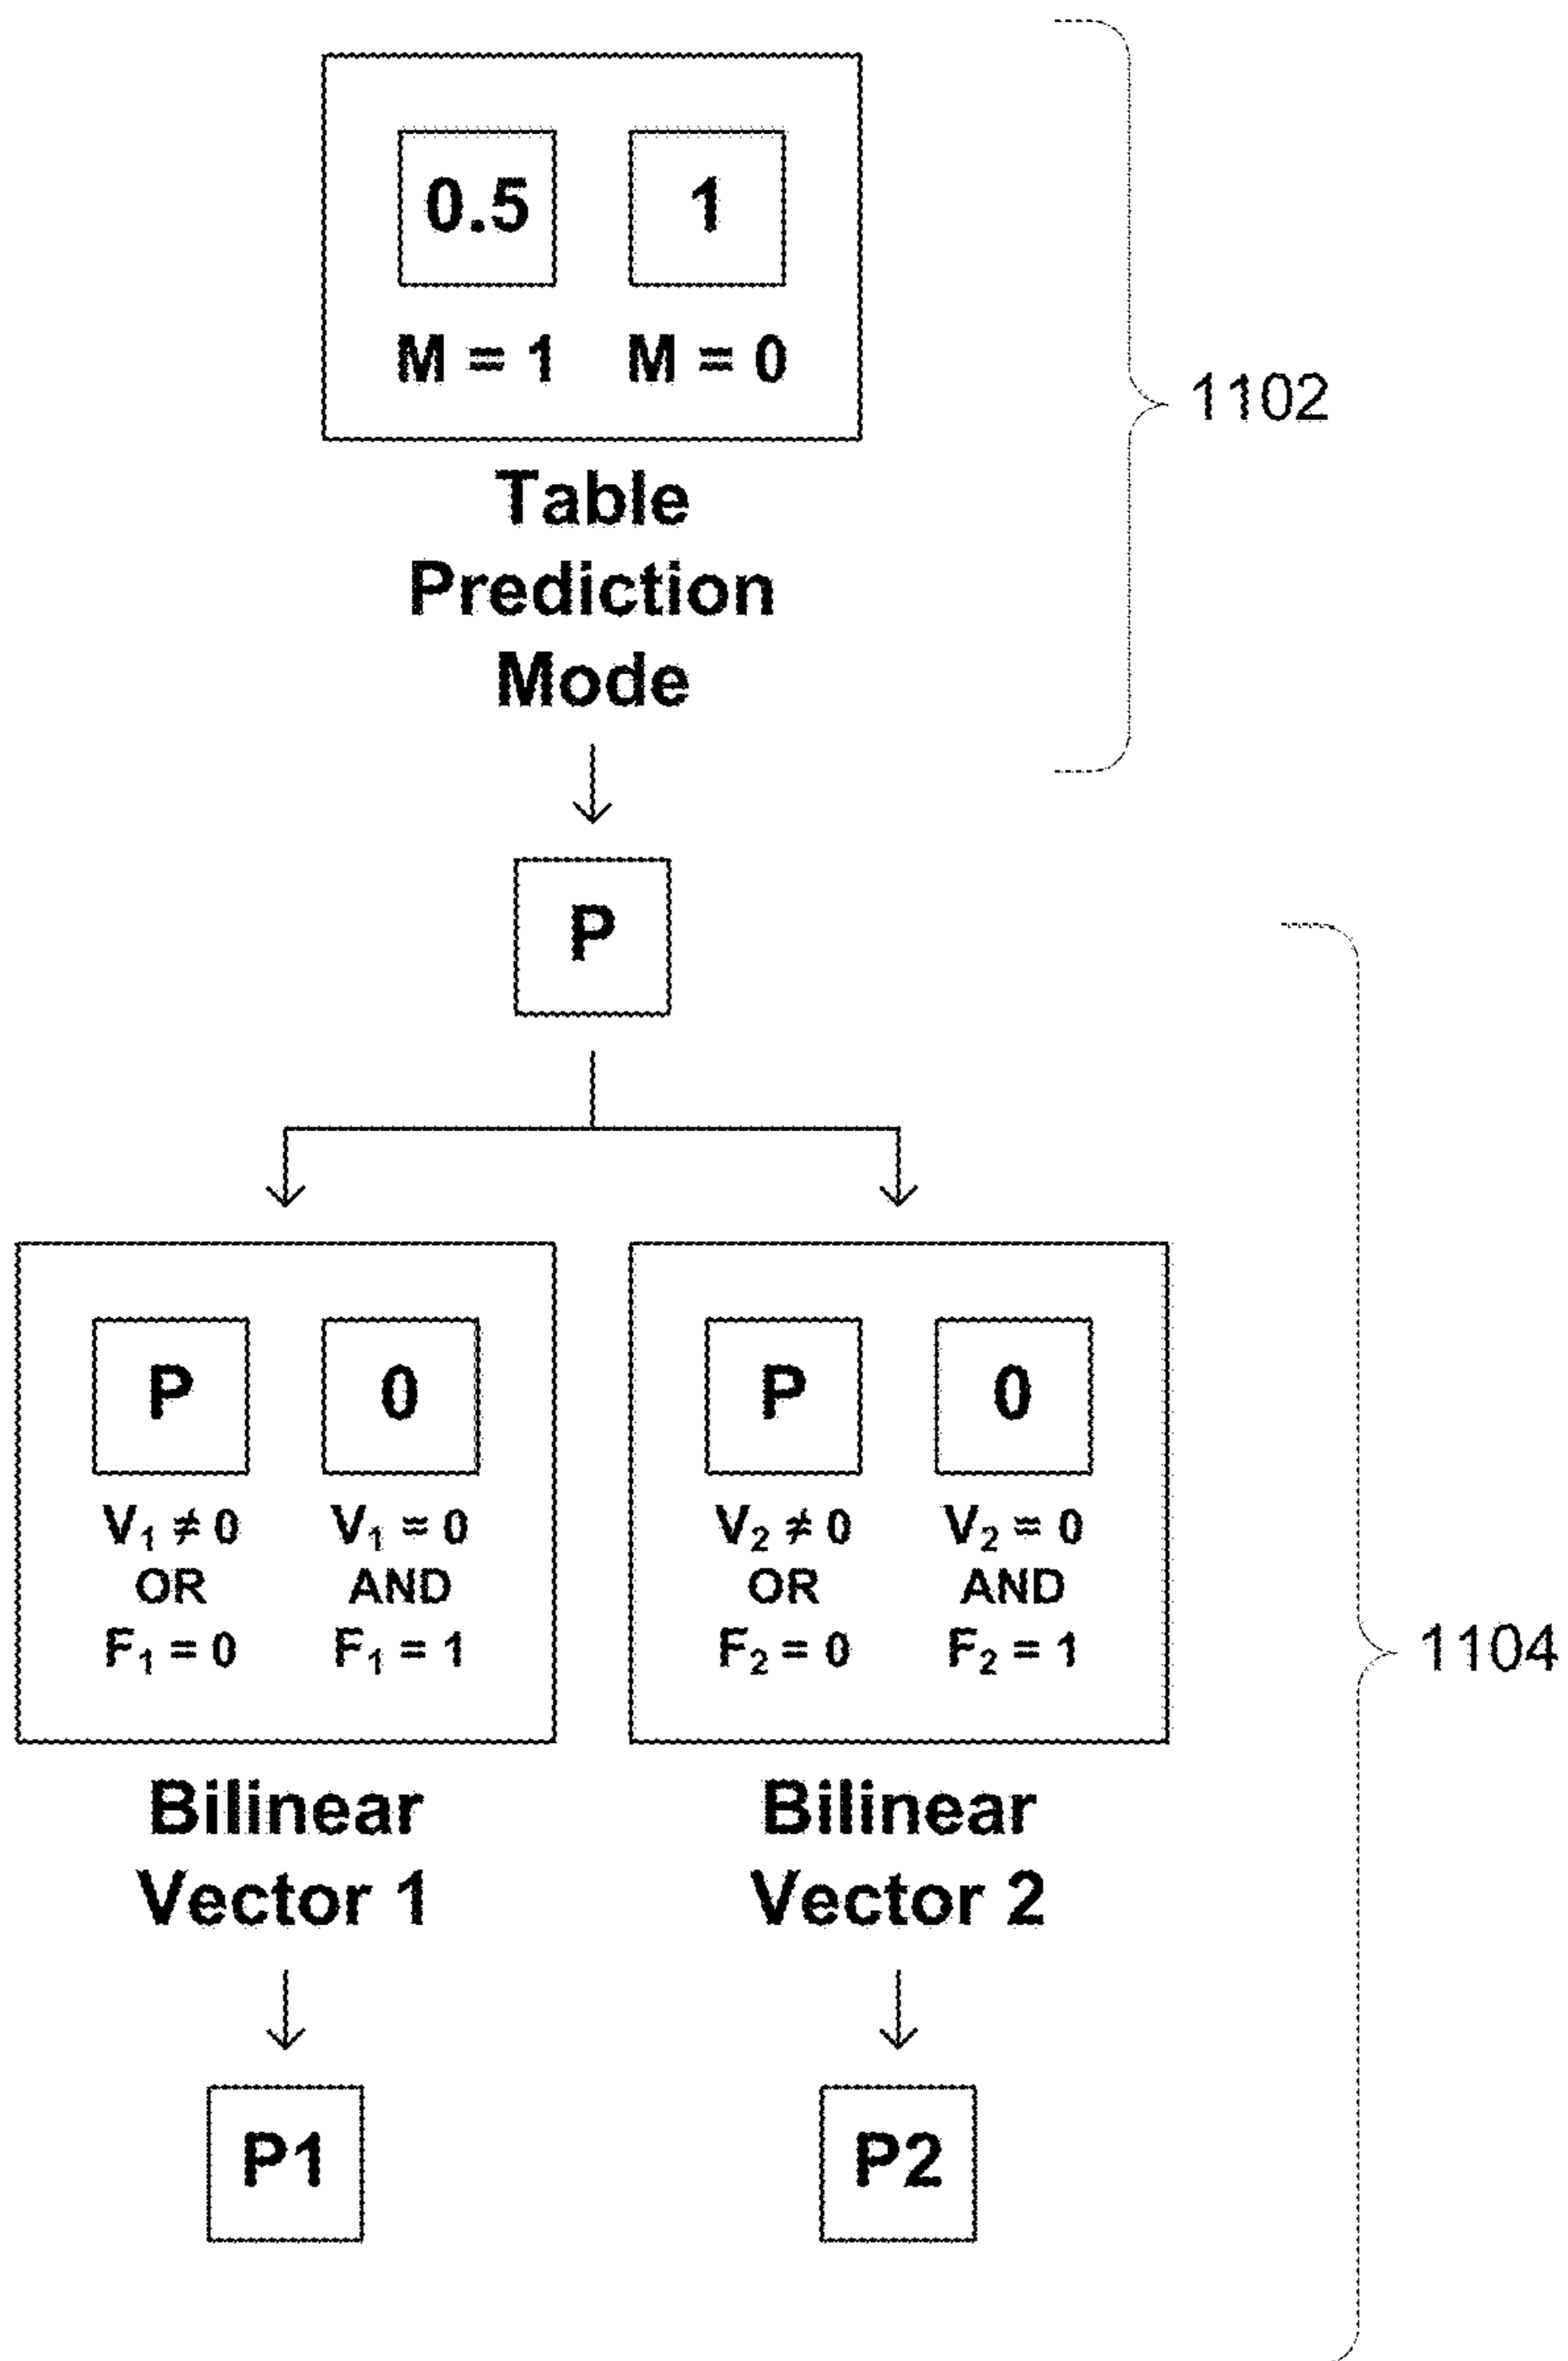 0.5 1
M = 1 M = 0
1102
Table
Prediction
Mode
P
P 0 P 0
V₁ ≠ 0 V₁ = 0 V₂ ≠ 0 V₂ = 0
OR AND OR AND
F₁ = 0 F₁ = 1 F₂ = 0 F₂ = 1
1104
Bilinear Bilinear
Vector 1 Vector 2
P1 P2